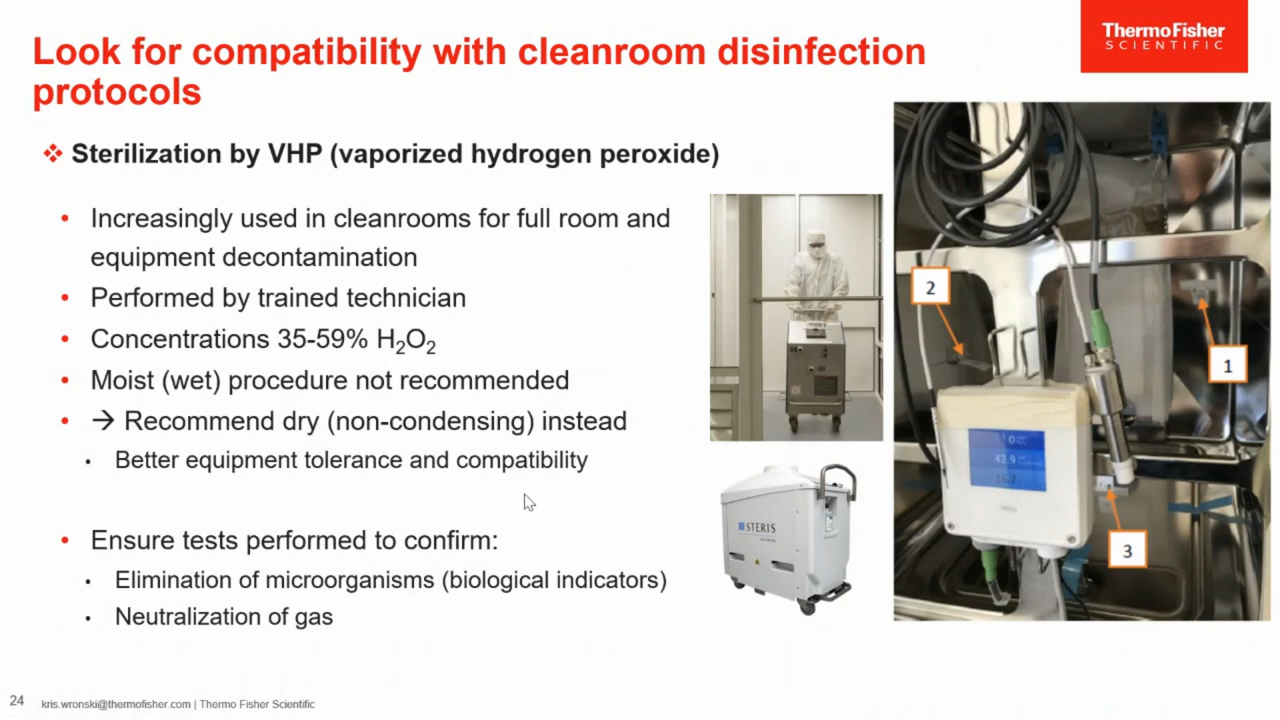 Look for compatibility with cleanroom disinfection
protocols
ThermoFisher
SCIENTIFIC
❖ Sterilization by VHP (vaporized hydrogen peroxide)
• Increasingly used in cleanrooms for full room and
equipment decontamination
• Performed by trained technician
• Concentrations 35-59% H₂O₂
• Moist (wet) procedure not recommended
• → Recommend dry (non-condensing) instead
• Better equipment tolerance and compatibility
• Ensure tests performed to confirm:
• Elimination of microorganisms (biological indicators)
• Neutralization of gas
STERIS
2
1
0
42.9
3
24 kris.wronski@thermofisher.com | Thermo Fisher Scientific